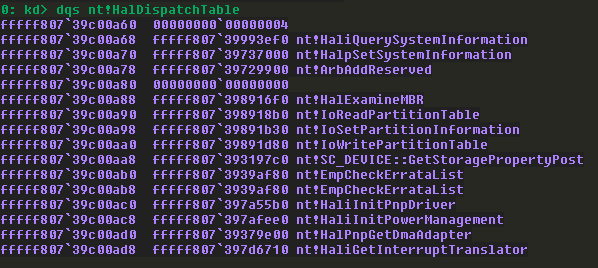 0: kd> dqs nt!HalDispatchTable
fffff807`39c00a60  00000000`00000004
fffff807`39c00a68  fffff807`39993ef0 nt!HaliQuerySystemInformation
fffff807`39c00a70  fffff807`39737000 nt!HalpSetSystemInformation
fffff807`39c00a78  fffff807`39729900 nt!ArbAddReserved
fffff807`39c00a80  00000000`00000000
fffff807`39c00a88  fffff807`398916f0 nt!HalExamineMBR
fffff807`39c00a90  fffff807`398918b0 nt!IoReadPartitionTable
fffff807`39c00a98  fffff807`39891b30 nt!IoSetPartitionInformation
fffff807`39c00aa0  fffff807`39891d80 nt!IoWritePartitionTable
fffff807`39c00aa8  fffff807`393197c0 nt!SC_DEVICE::GetStoragePropertyPost
fffff807`39c00ab0  fffff807`3939af80 nt!EmpCheckErrataList
fffff807`39c00ab8  fffff807`3939af80 nt!EmpCheckErrataList
fffff807`39c00ac0  fffff807`397a55b0 nt!HaliInitPnpDriver
fffff807`39c00ac8  fffff807`397afee0 nt!HaliInitPowerManagement
fffff807`39c00ad0  fffff807`39379e00 nt!HalPnpGetDmaAdapter
fffff807`39c00ad8  fffff807`397d6710 nt!HaliGetInterruptTranslator